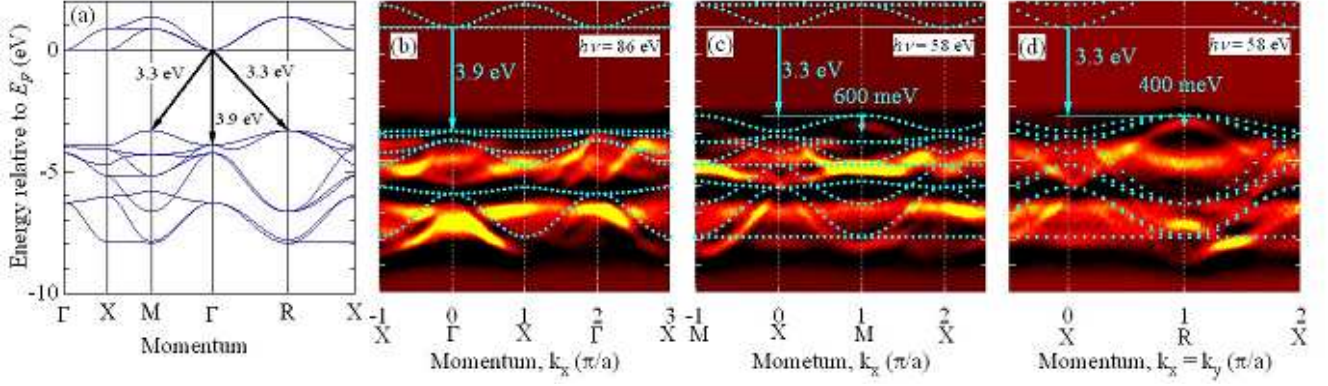 (a)
3.3 eV
3.3 eV
3.9 eV
Energy relative to E_F (eV)
0
-5
-10
Γ X M Γ R X
Momentum
(b)
hν = 86 eV
3.9 eV
-1 0 1 2 3
X Γ X Γ X
Momentum, k_x (π/a)
(c)
hν = 58 eV
3.3 eV
600 meV
-1 0 1 2
M X M X
Mometum, k_x (π/a)
(d)
hν = 58 eV
3.3 eV
400 meV
0 1 2
X R X
Momentum, k_x = k_y (π/a)